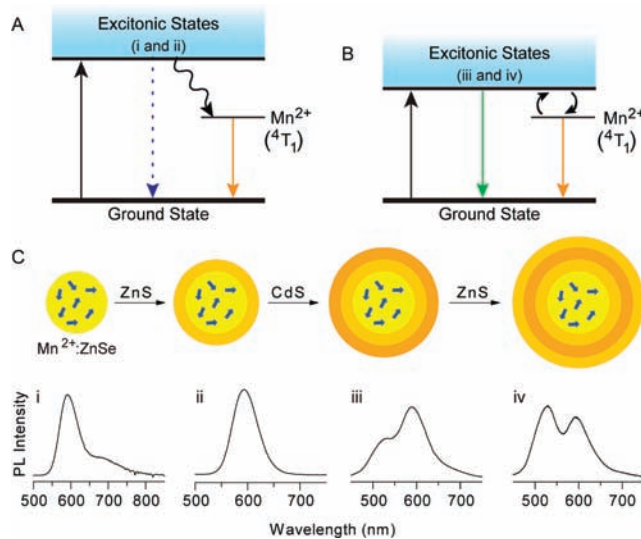 A
Excitonic States
(i and ii)
Mn²⁺
(⁴T₁)
Ground State
B
Excitonic States
(iii and iv)
Mn²⁺
(⁴T₁)
Ground State
C
ZnS
CdS
ZnS
Mn²⁺:ZnSe
i
ii
iii
iv
PL Intensity
500 600 700 800
500 600 700
500 600 700
500 600 700
Wavelength (nm)